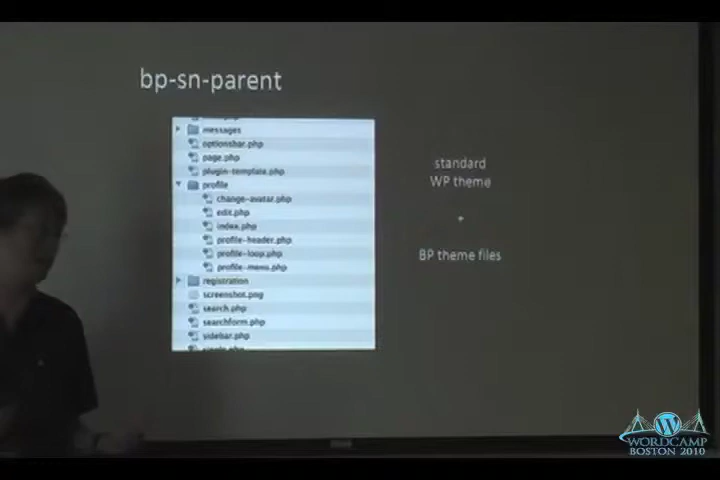 bp-sn-parent
messages
optionsbar.php
page.php
plugin-template.php
profile
change-avatar.php
edit.php
index.php
profile-header.php
profile-loop.php
profile-menu.php
registration
screenshot.png
search.php
searchform.php
sidebar.php
standard
WP theme
+
BP theme files
WORDCAMP
BOSTON 2010